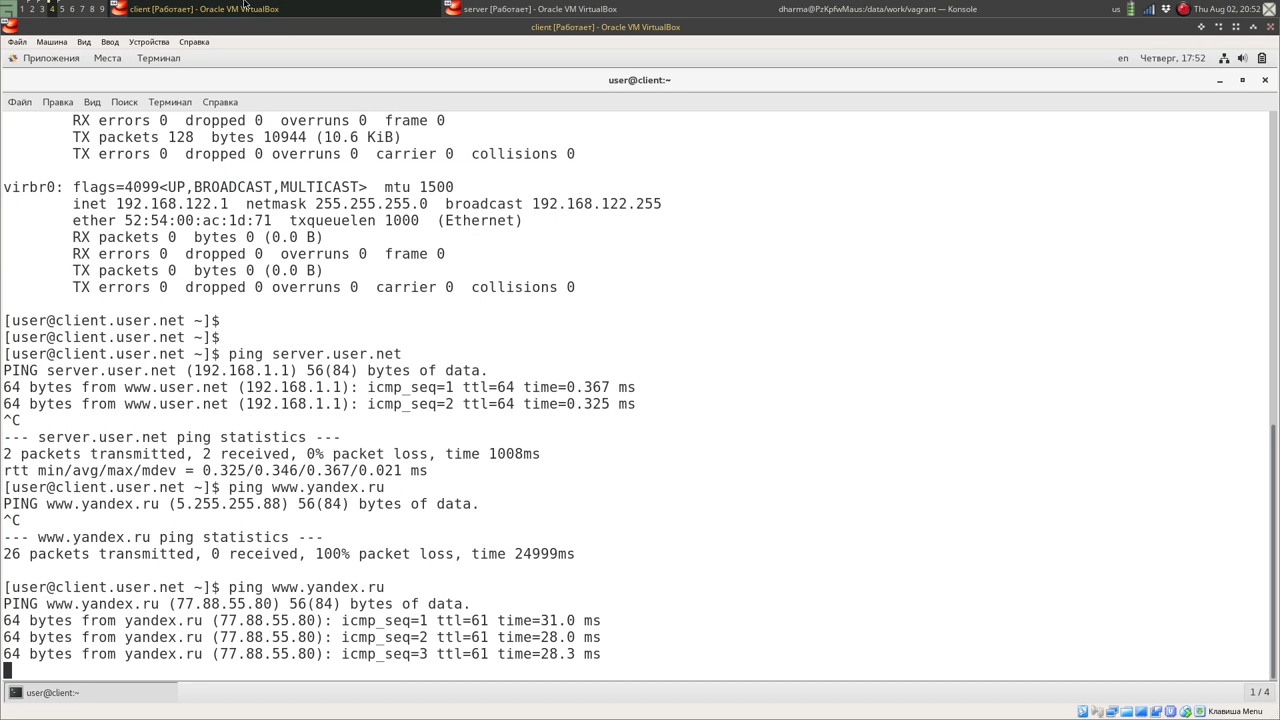 1 2 3 4 5 6 7 8 9 client [Работает] - Oracle VM VirtualBox server [Работает] - Oracle VM VirtualBox dharma@PzKpfwMaus:/data/work/vagrant — Konsole us Thu Aug 02, 20:52
client [Работает] - Oracle VM VirtualBox
Файл Машина Вид Ввод Устройства Справка
Приложения Места Терминал en Четверг, 17:52
user@client:~
Файл Правка Вид Поиск Терминал Справка
RX errors 0 dropped 0 overruns 0 frame 0
TX packets 128 bytes 10944 (10.6 KiB)
TX errors 0 dropped 0 overruns 0 carrier 0 collisions 0
virbr0: flags=4099<UP,BROADCAST,MULTICAST> mtu 1500
inet 192.168.122.1 netmask 255.255.255.0 broadcast 192.168.122.255
ether 52:54:00:ac:1d:71 txqueuelen 1000 (Ethernet)
RX packets 0 bytes 0 (0.0 B)
RX errors 0 dropped 0 overruns 0 frame 0
TX packets 0 bytes 0 (0.0 B)
TX errors 0 dropped 0 overruns 0 carrier 0 collisions 0
[user@client.user.net ~]$
[user@client.user.net ~]$
[user@client.user.net ~]$ ping server.user.net
PING server.user.net (192.168.1.1) 56(84) bytes of data.
64 bytes from www.user.net (192.168.1.1): icmp_seq=1 ttl=64 time=0.367 ms
64 bytes from www.user.net (192.168.1.1): icmp_seq=2 ttl=64 time=0.325 ms
^C
--- server.user.net ping statistics ---
2 packets transmitted, 2 received, 0% packet loss, time 1008ms
rtt min/avg/max/mdev = 0.325/0.346/0.367/0.021 ms
[user@client.user.net ~]$ ping www.yandex.ru
PING www.yandex.ru (5.255.255.88) 56(84) bytes of data.
^C
--- www.yandex.ru ping statistics ---
26 packets transmitted, 0 received, 100% packet loss, time 24999ms
[user@client.user.net ~]$ ping www.yandex.ru
PING www.yandex.ru (77.88.55.80) 56(84) bytes of data.
64 bytes from yandex.ru (77.88.55.80): icmp_seq=1 ttl=61 time=31.0 ms
64 bytes from yandex.ru (77.88.55.80): icmp_seq=2 ttl=61 time=28.0 ms
64 bytes from yandex.ru (77.88.55.80): icmp_seq=3 ttl=61 time=28.3 ms
user@client:~ 1 / 4
Клавиша Menu